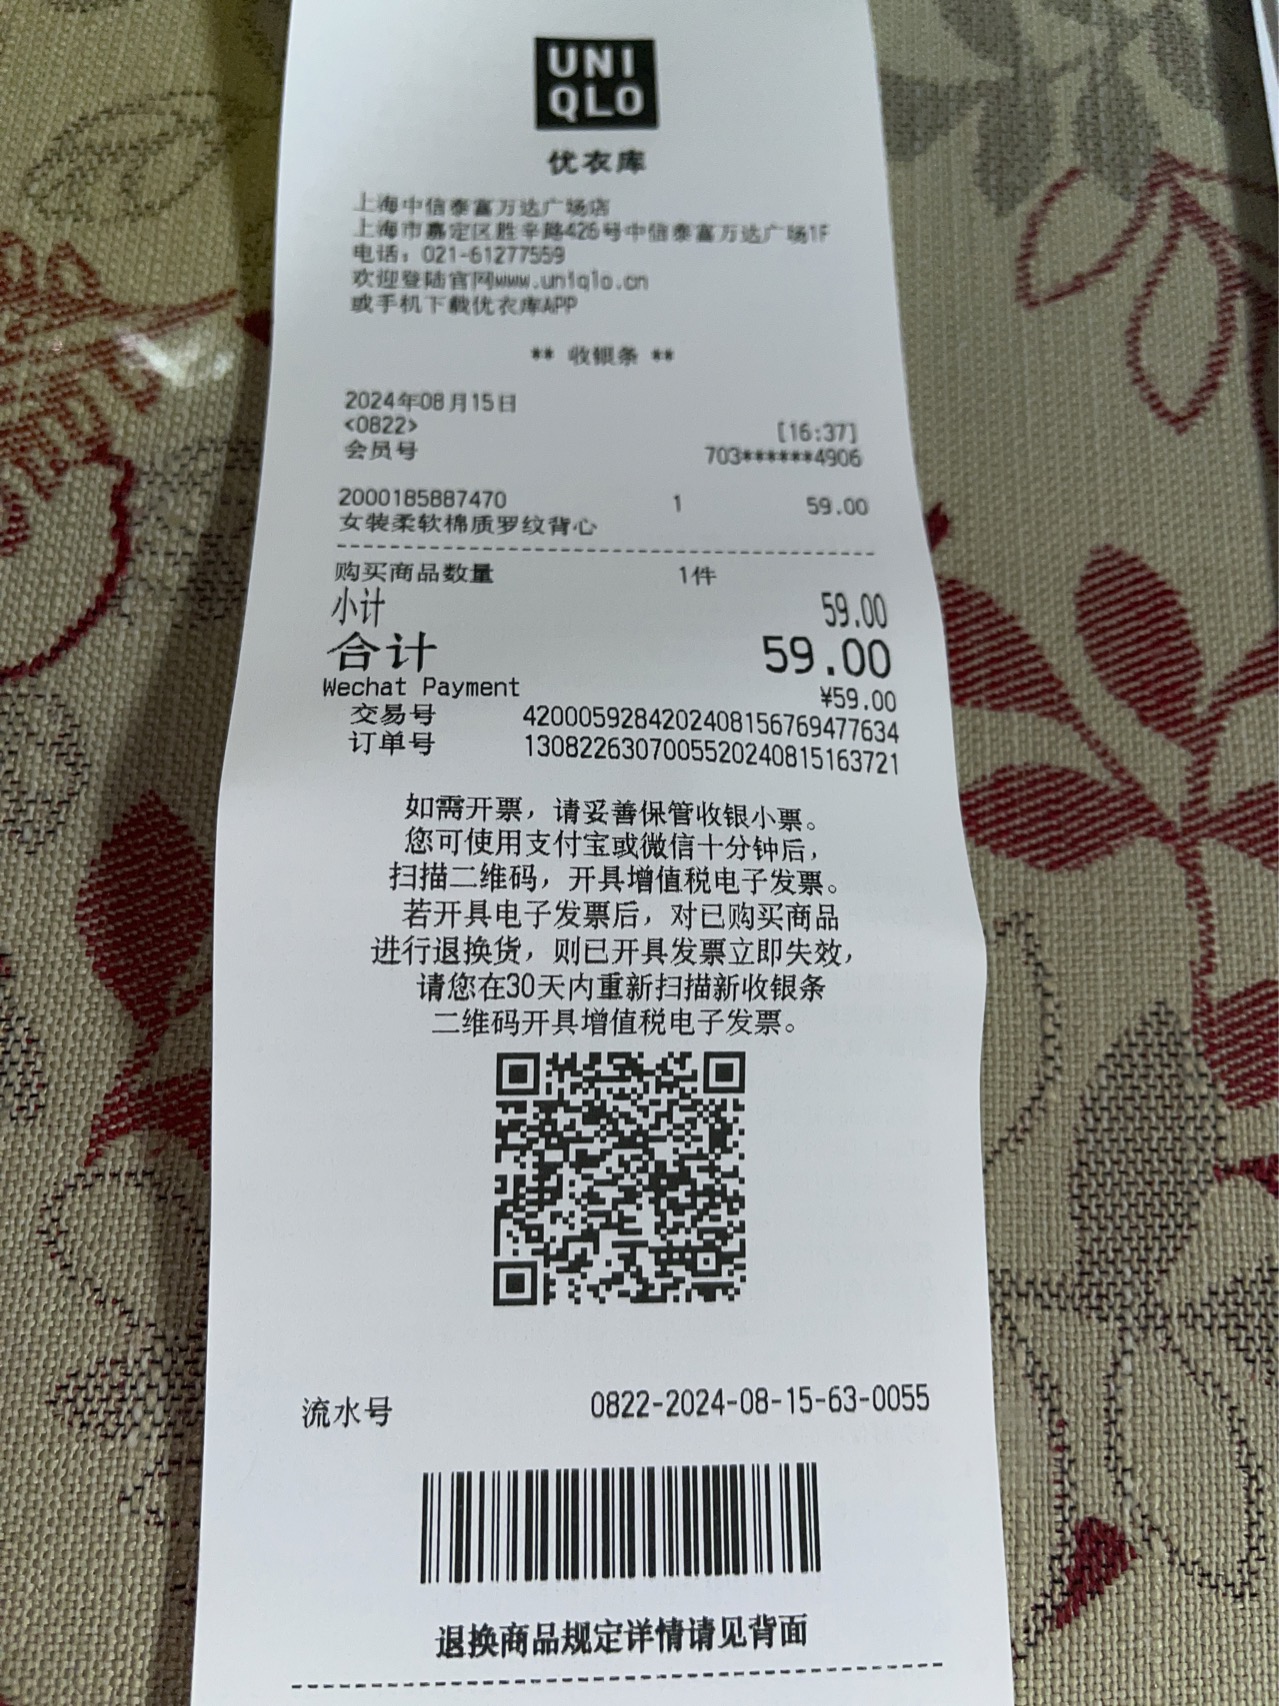 UNI
QLO
优衣库
上海中信泰富万达广场店
上海市嘉定区胜辛路426号中信泰富万达广场1F
电话：021-61277559
欢迎登陆官网www.uniqlo.cn
或手机下载优衣库APP
** 收银条 **
2024年08月15日
<0822> [16:37]
会员号 703******4906
2000185887470 1 59.00
女装柔软棉质罗纹背心
购买商品数量 1件
小计 59.00
合计 59.00
Wechat Payment ¥59.00
交易号 4200059284202408156769477634
订单号 1308226307005520240815163721
如需开票，请妥善保管收银小票。
您可使用支付宝或微信十分钟后，
扫描二维码，开具增值税电子发票。
若开具电子发票后，对已购买商品
进行退换货，则已开具发票立即失效，
请您在30天内重新扫描新收银条
二维码开具增值税电子发票。
流水号 0822-2024-08-15-63-0055
退换商品规定详情请见背面